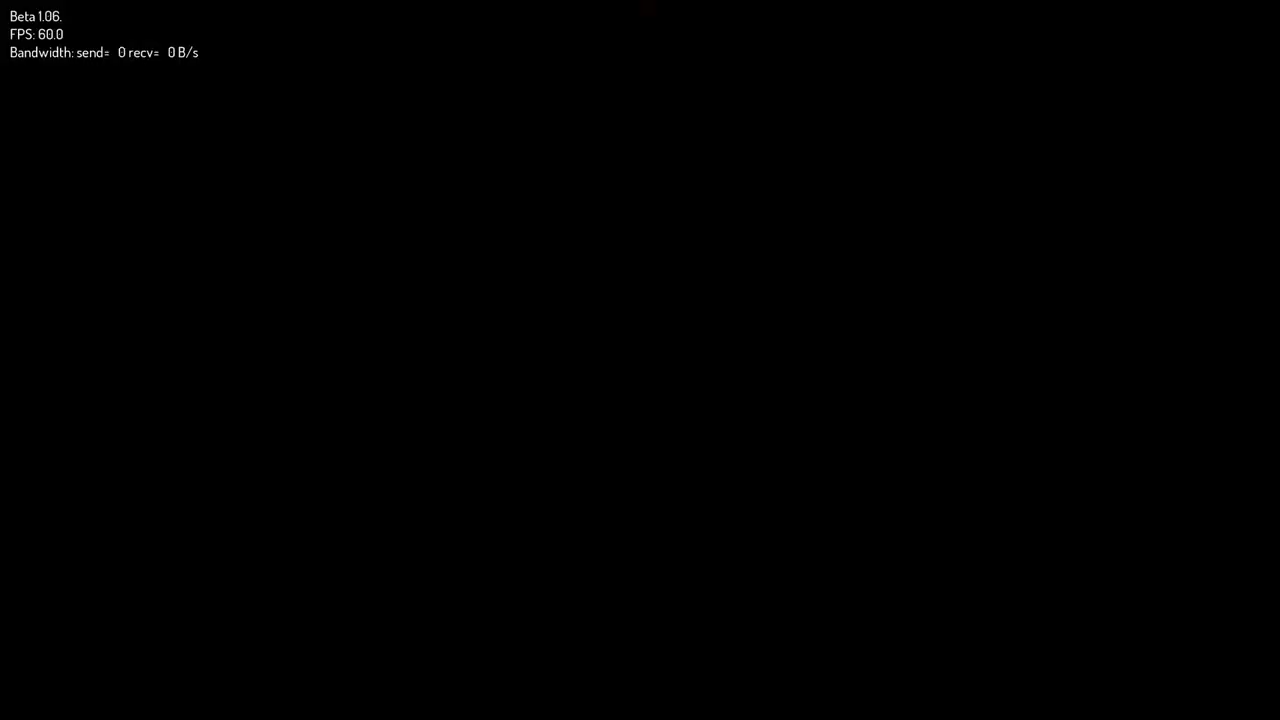 Beta 1.06.
FPS: 60.0
Bandwidth: send= 0 recv= 0 B/s